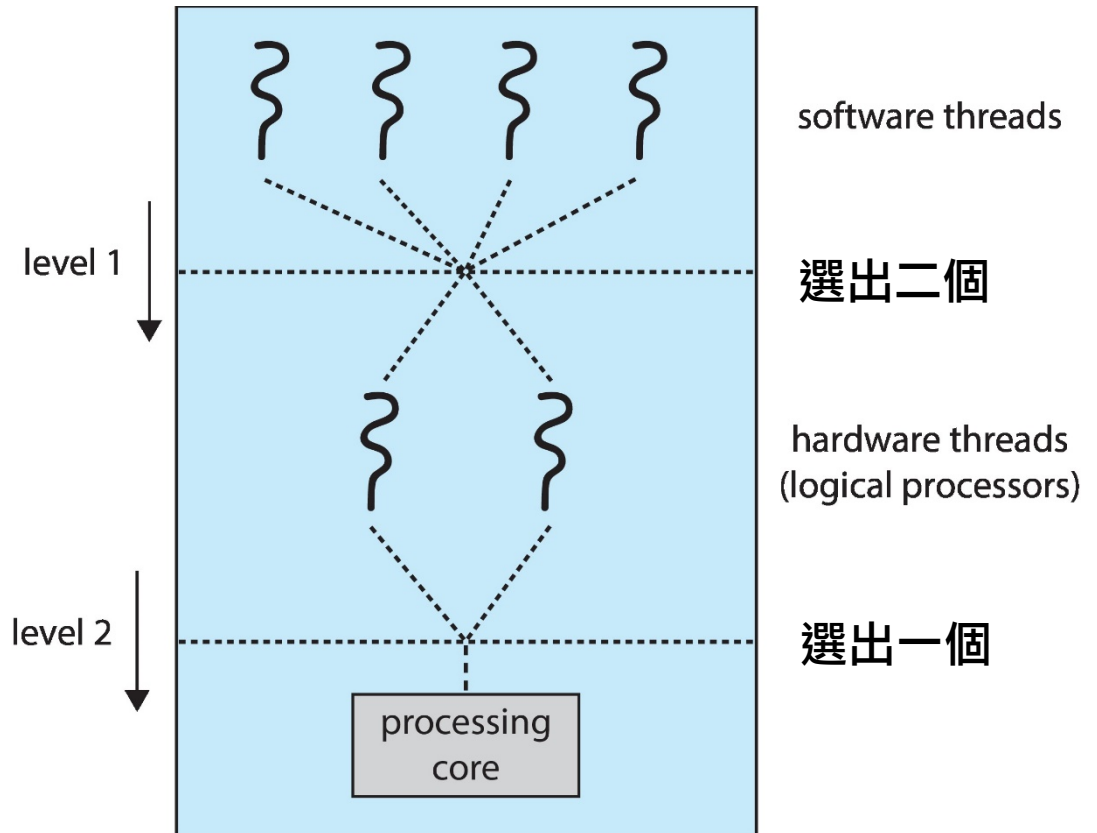 software threads
level 1
選出二個
hardware threads
(logical processors)
level 2
選出一個
processing
core